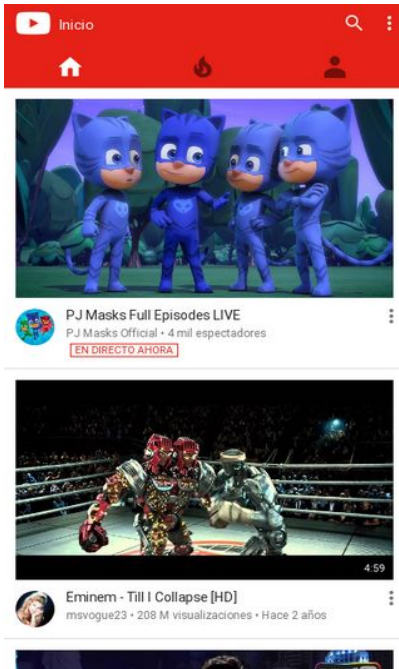 Inicio
PJ Masks Full Episodes LIVE
PJ Masks Official • 4 mil espectadores
EN DIRECTO AHORA
4:59
Eminem - Till I Collapse [HD]
msvogue23 • 208 M visualizaciones • Hace 2 años